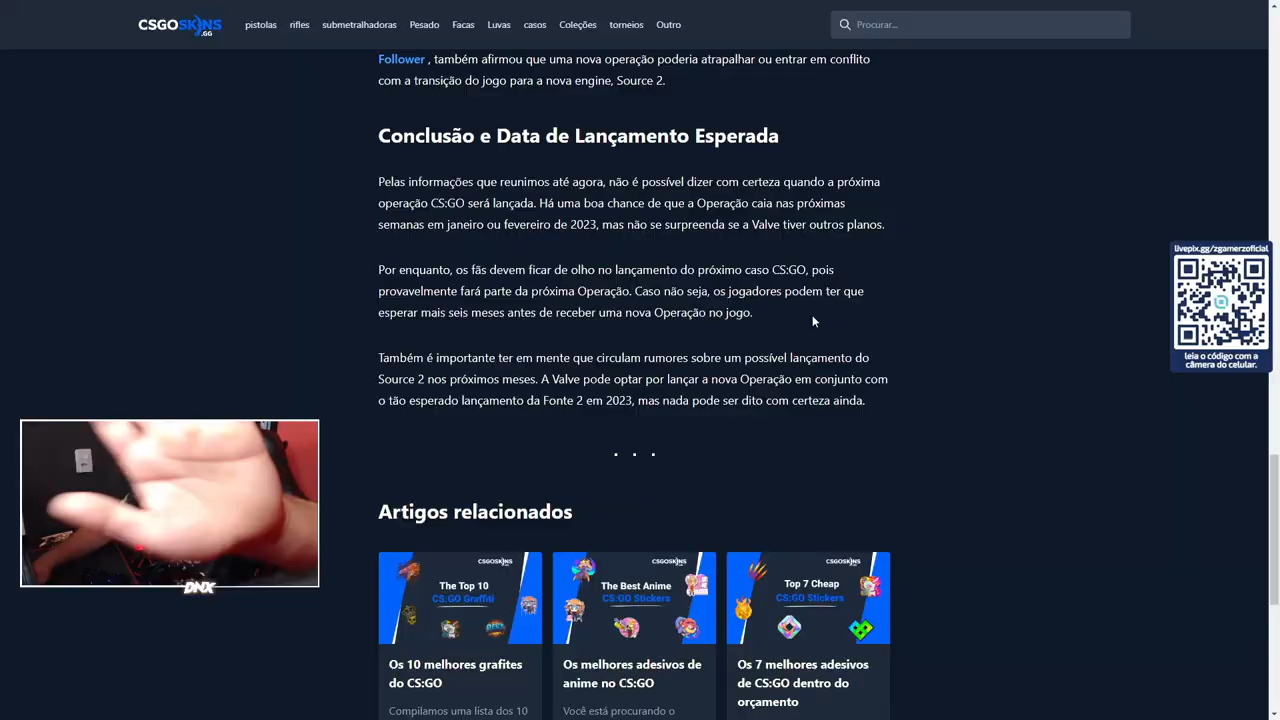 CSGOSKINS
.GG
pistolas rifles submetralhadoras Pesado Facas Luvas casos Coleções torneios Outro
Procurar...
Follower , também afirmou que uma nova operação poderia atrapalhar ou entrar em conflito
com a transição do jogo para a nova engine, Source 2.
Conclusão e Data de Lançamento Esperada
Pelas informações que reunimos até agora, não é possível dizer com certeza quando a próxima
operação CS:GO será lançada. Há uma boa chance de que a Operação caia nas próximas
semanas em janeiro ou fevereiro de 2023, mas não se surpreenda se a Valve tiver outros planos.
Por enquanto, os fãs devem ficar de olho no lançamento do próximo caso CS:GO, pois
provavelmente fará parte da próxima Operação. Caso não seja, os jogadores podem ter que
esperar mais seis meses antes de receber uma nova Operação no jogo.
Também é importante ter em mente que circulam rumores sobre um possível lançamento do
Source 2 nos próximos meses. A Valve pode optar por lançar a nova Operação em conjunto com
o tão esperado lançamento da Fonte 2 em 2023, mas nada pode ser dito com certeza ainda.
. . .
livepix.gg/zgamerzoficial
leia o código com a
câmera do celular.
DNX
Artigos relacionados
CSGOSKINS
The Top 10
CS:GO Graffiti
Os 10 melhores grafites
do CS:GO
Compilamos uma lista dos 10
CSGOSKINS
The Best Anime
CS:GO Stickers
Os melhores adesivos de
anime no CS:GO
Você está procurando o
CSGOSKINS
Top 7 Cheap
CS:GO Stickers
Os 7 melhores adesivos
de CS:GO dentro do
orçamento